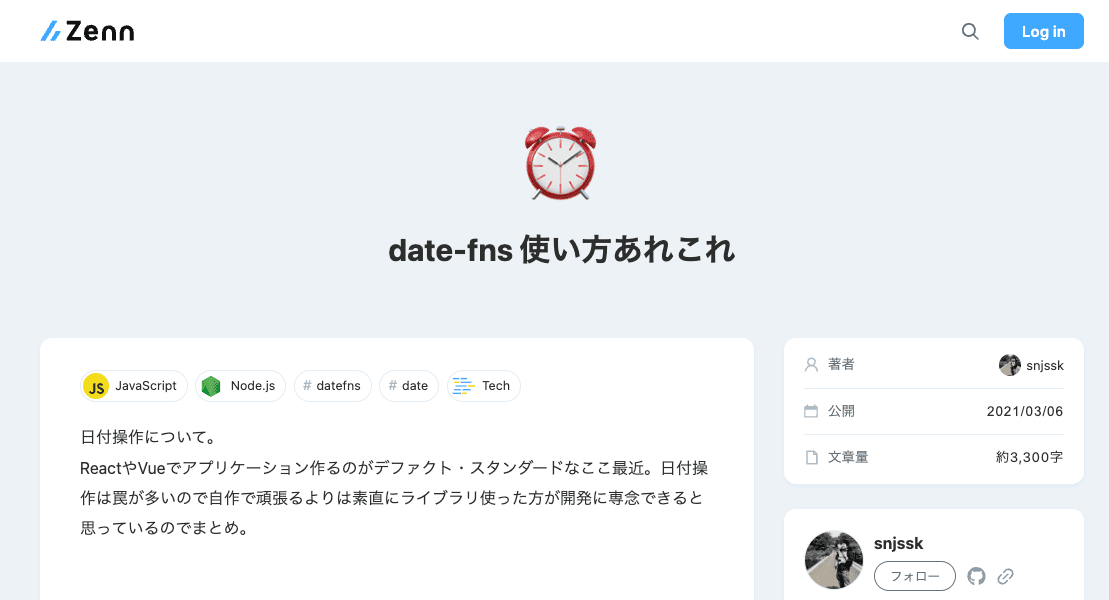 Zenn
Log in
date-fns 使い方あれこれ
JS JavaScript
Node.js
# datefns
# date
Tech
日付操作について。
ReactやVueでアプリケーション作るのがデファクト・スタンダードなここ最近。日付操
作は罠が多いので自作で頑張るよりは素直にライブラリ使った方が開発に専念できると
思っているのでまとめ。
著者 snjssk
公開 2021/03/06
文章量 約3,300字
snjssk
フォロー